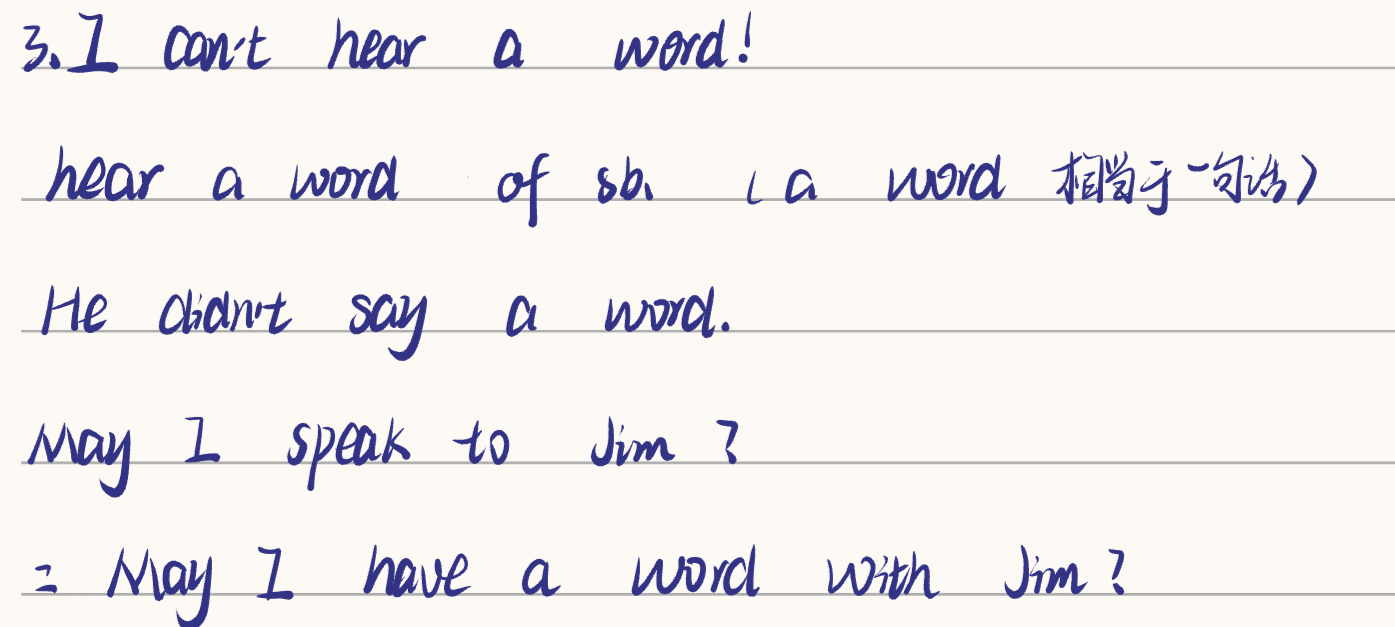 3. I can't hear a word!
hear a word of sb. (a word 相当于一句话)
He didn't say a word.
May I speak to Jim?
= May I have a word with Jim?